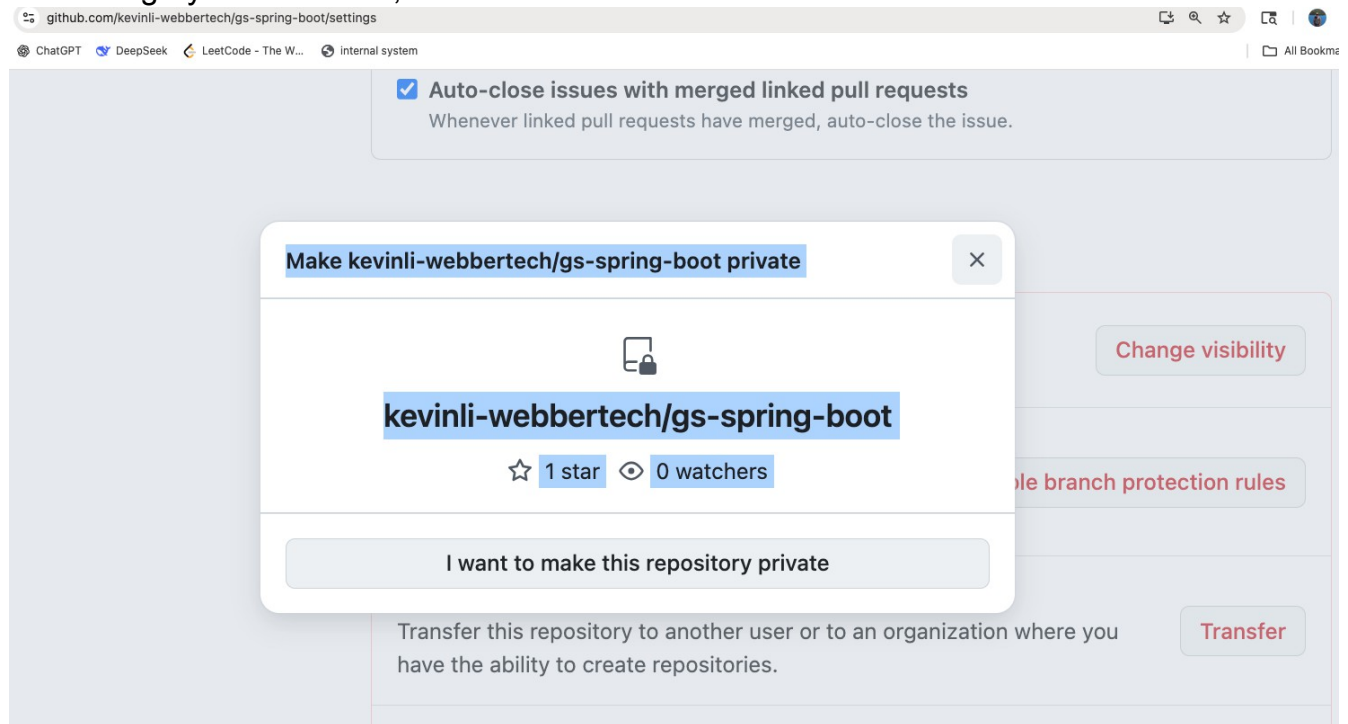 github.com/kevinli-webbertech/gs-spring-boot/settings
ChatGPT DeepSeek LeetCode - The W... internal system All Bookma
Auto-close issues with merged linked pull requests
Whenever linked pull requests have merged, auto-close the issue.
Make kevinli-webbertech/gs-spring-boot private
kevinli-webbertech/gs-spring-boot
1 star 0 watchers
I want to make this repository private
Change visibility
ble branch protection rules
Transfer this repository to another user or to an organization where you
have the ability to create repositories.
Transfer